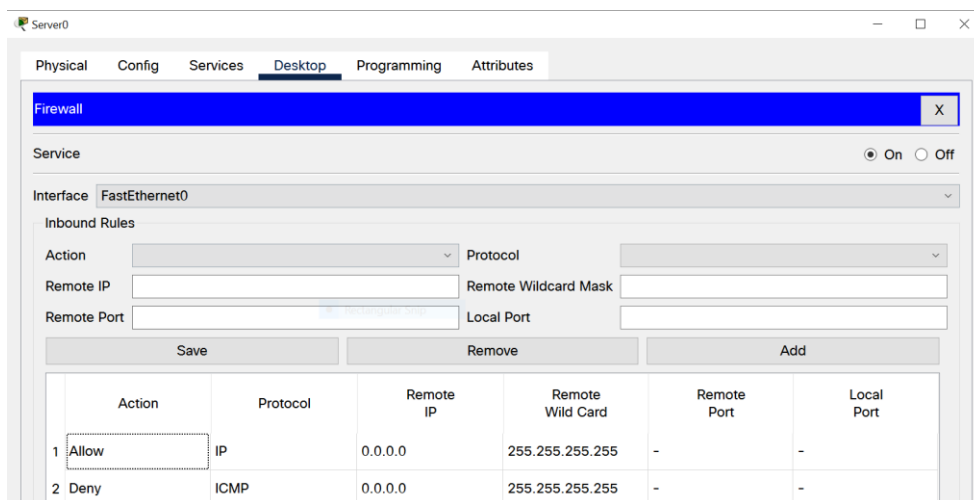 Server0
Physical Config Services Desktop Programming Attributes
Firewall X
Service On Off
Interface FastEthernet0
Inbound Rules
Action Protocol
Remote IP Remote Wildcard Mask
Remote Port Rectangular Snip Local Port
Save Remove Add
Action Protocol Remote IP Remote Wild Card Remote Port Local Port
1 Allow IP 0.0.0.0 255.255.255.255 - -
2 Deny ICMP 0.0.0.0 255.255.255.255 - -